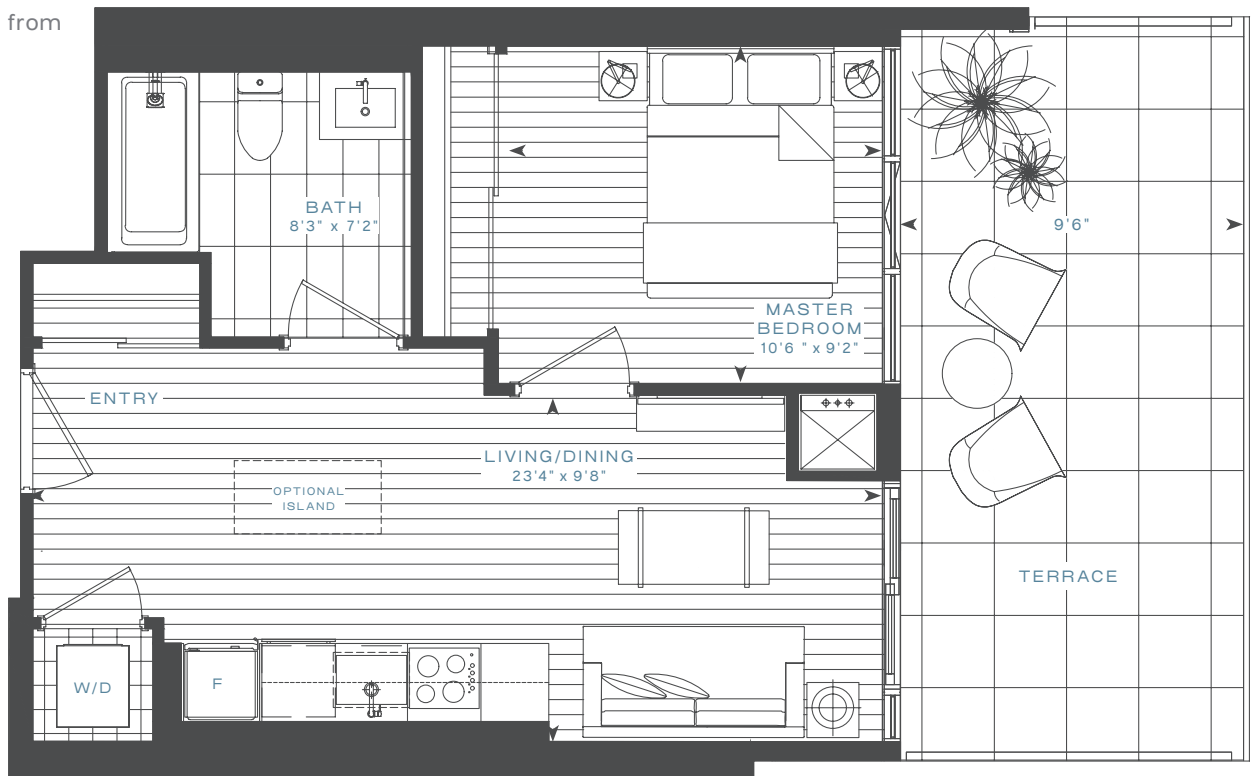 from
BATH
8'3" x 7'2"
9'6"
MASTER
BEDROOM
10'6 " x 9'2"
ENTRY
LIVING/DINING
23'4" x 9'8"
OPTIONAL
ISLAND
TERRACE
W/D
F